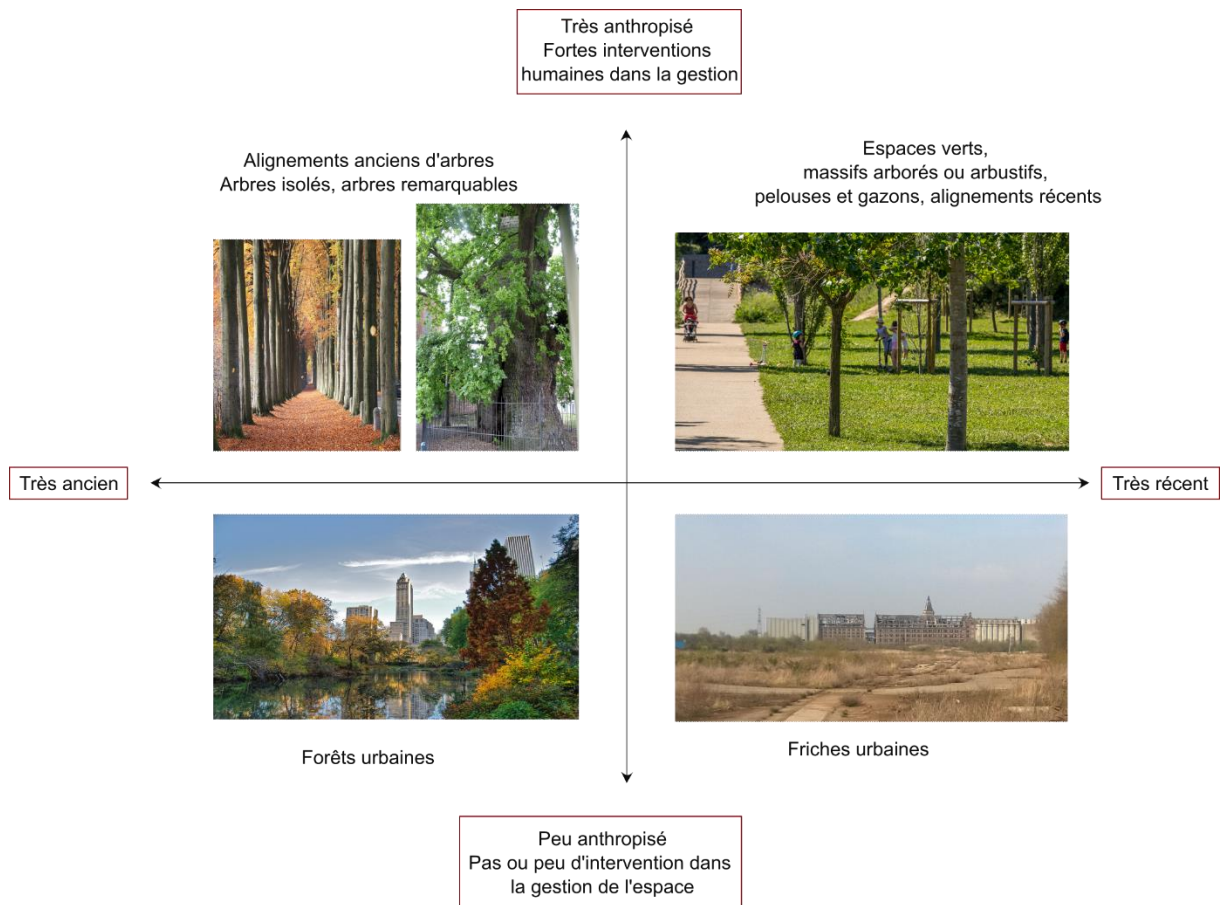 Très anthropisé
Fortes interventions
humaines dans la gestion
Alignements anciens d'arbres
Arbres isolés, arbres remarquables
Espaces verts,
massifs arborés ou arbustifs,
pelouses et gazons, alignements récents
Très ancien
Très récent
Forêts urbaines
Friches urbaines
Peu anthropisé
Pas ou peu d'intervention dans
la gestion de l'espace